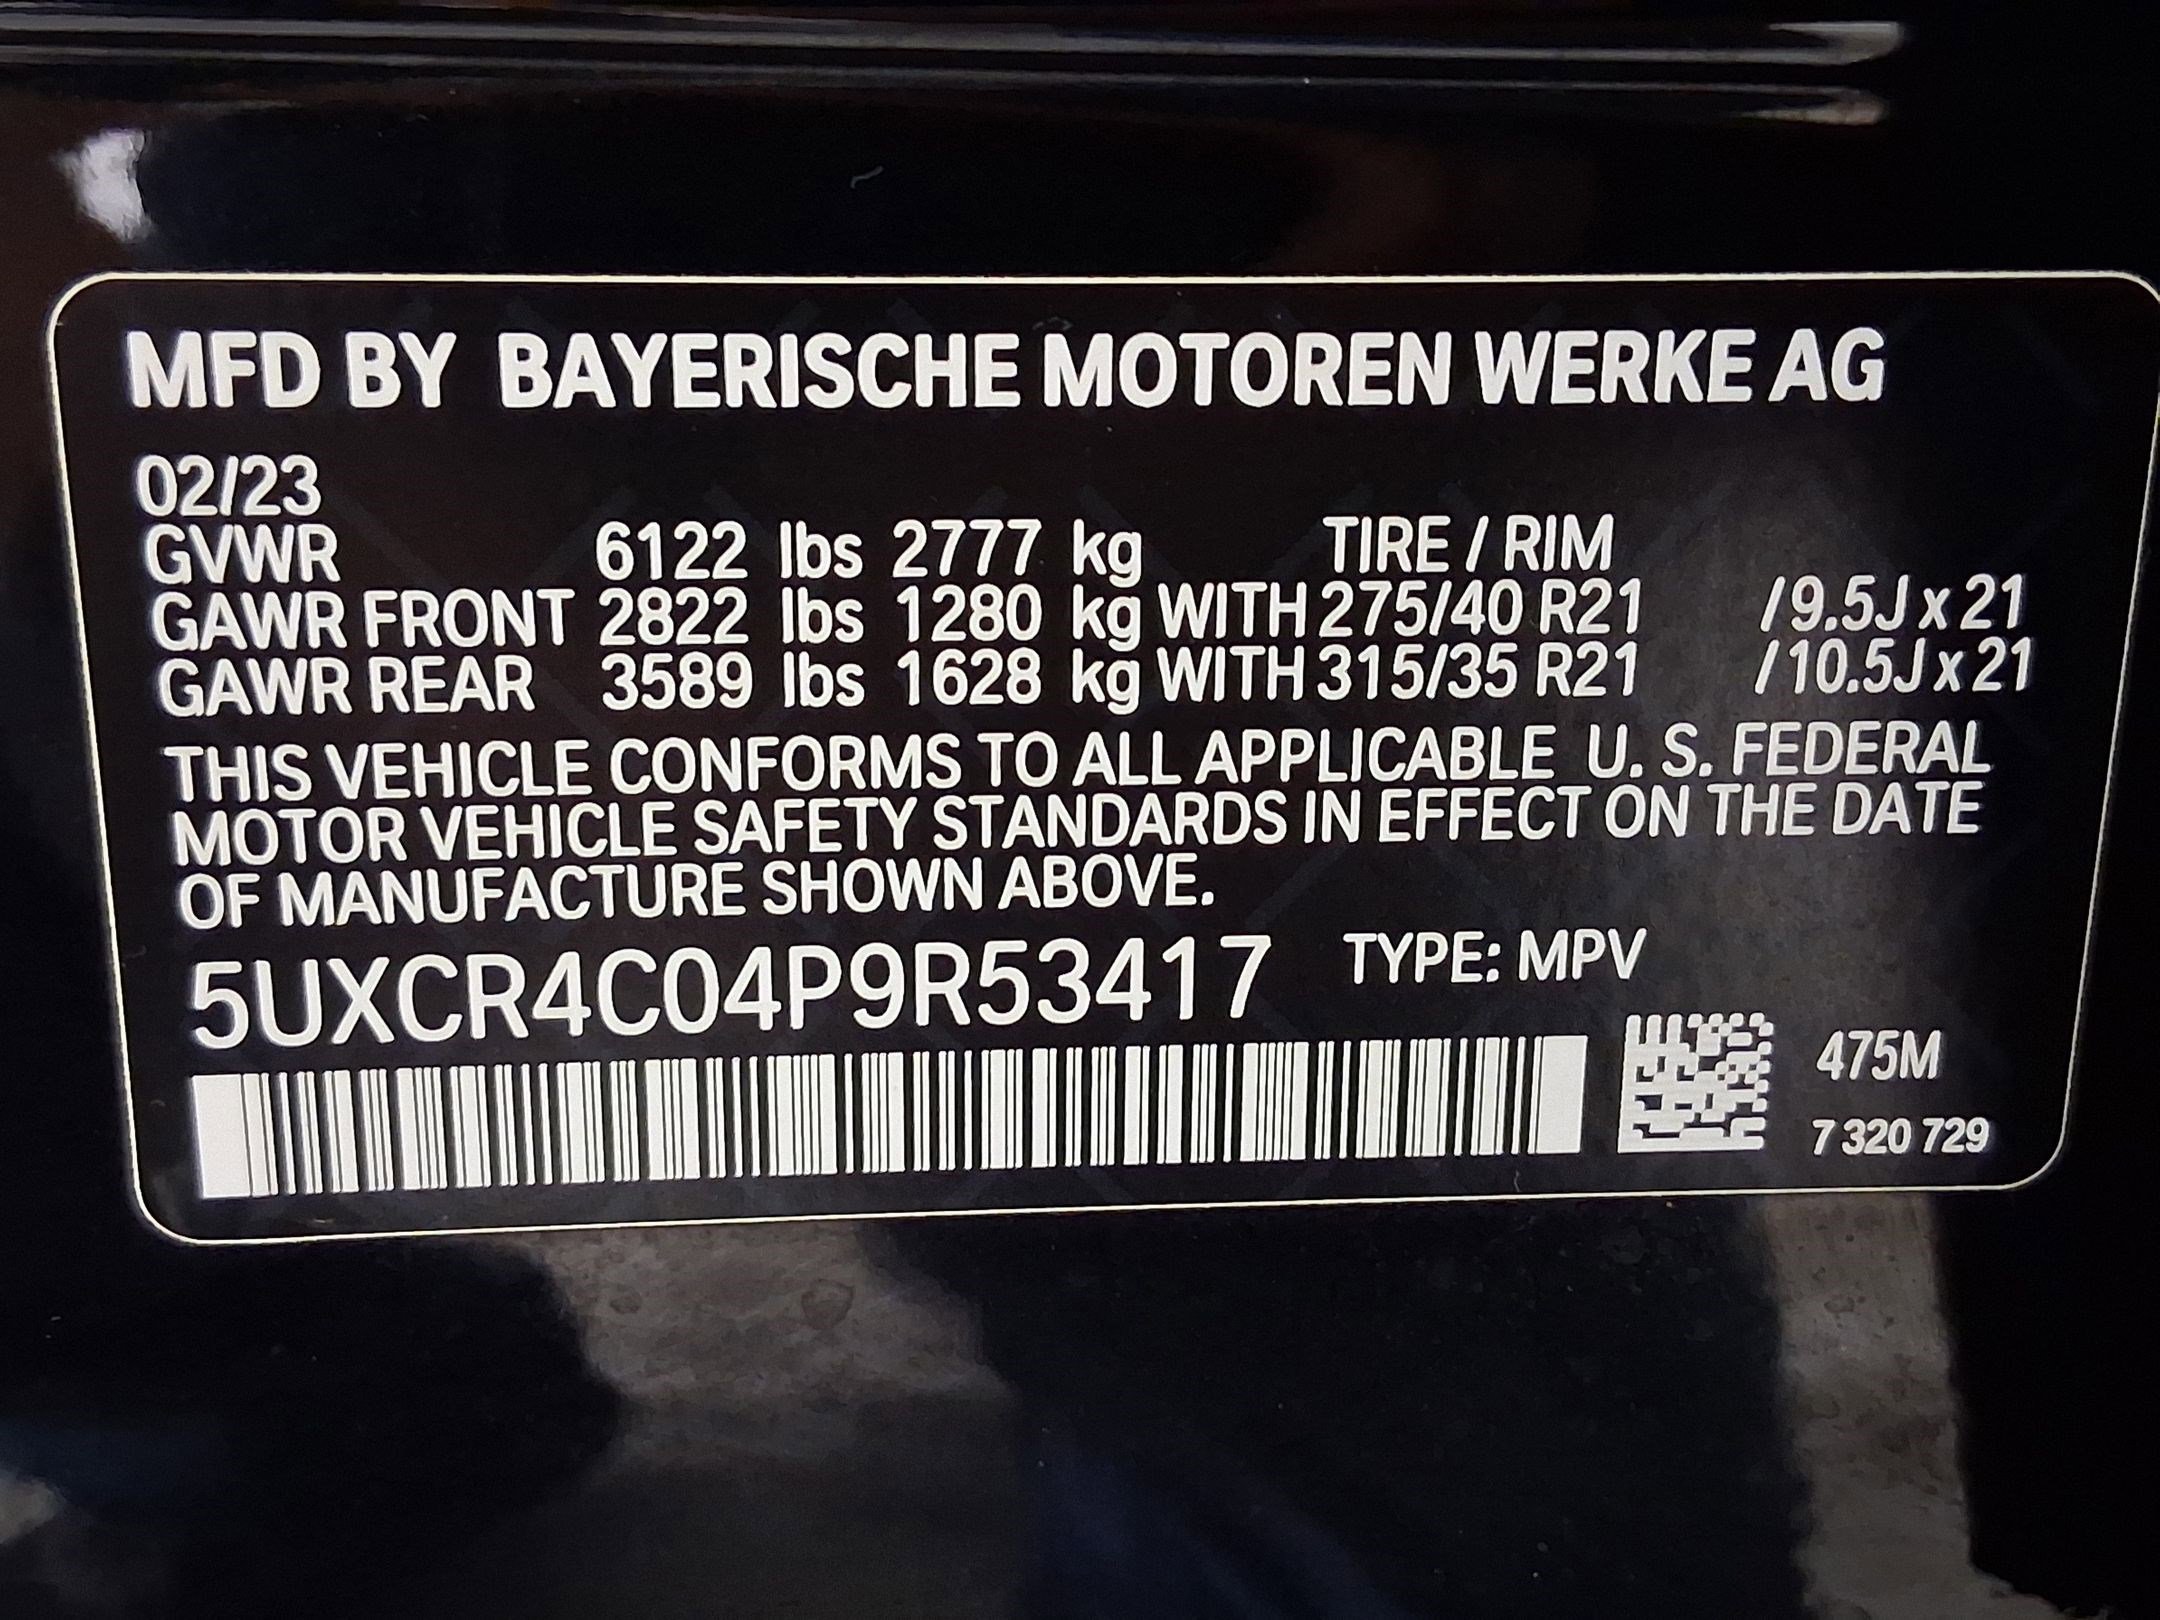 MFD BY BAYERISCHE MOTOREN WERKE AG
02/23
GVWR 6122 lbs 2777 kg TIRE / RIM
GAWR FRONT 2822 lbs 1280 kg WITH 275/40 R21 /9.5J x 21
GAWR REAR 3589 lbs 1628 kg WITH 315/35 R21 /10.5J x 21
THIS VEHICLE CONFORMS TO ALL APPLICABLE U. S. FEDERAL
MOTOR VEHICLE SAFETY STANDARDS IN EFFECT ON THE DATE
OF MANUFACTURE SHOWN ABOVE.
5UXCR4C04P9R53417 TYPE: MPV
475M
7 320 729